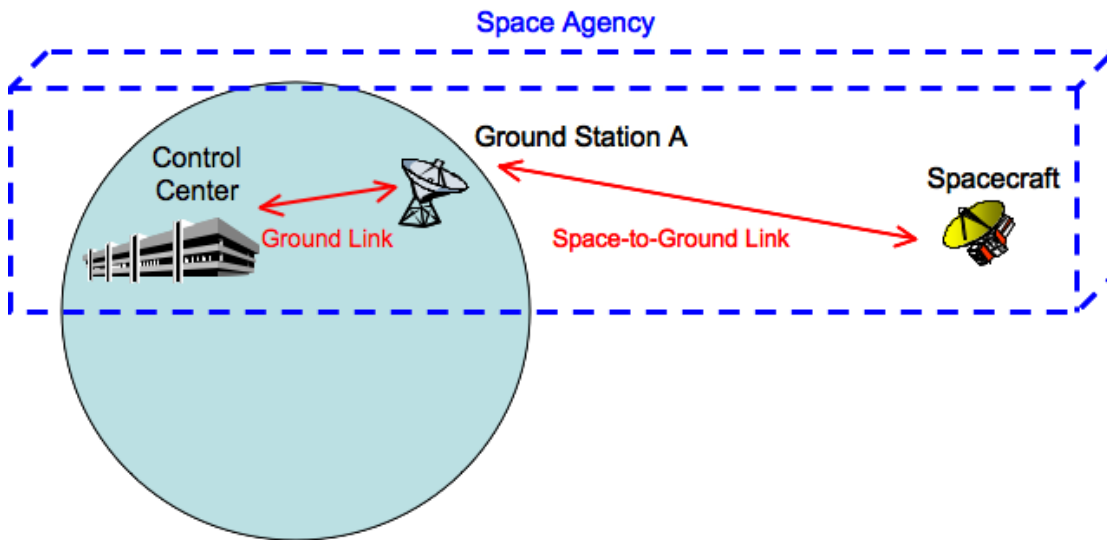 Space Agency
Ground Station A
Control
Center
Spacecraft
Ground Link
Space-to-Ground Link